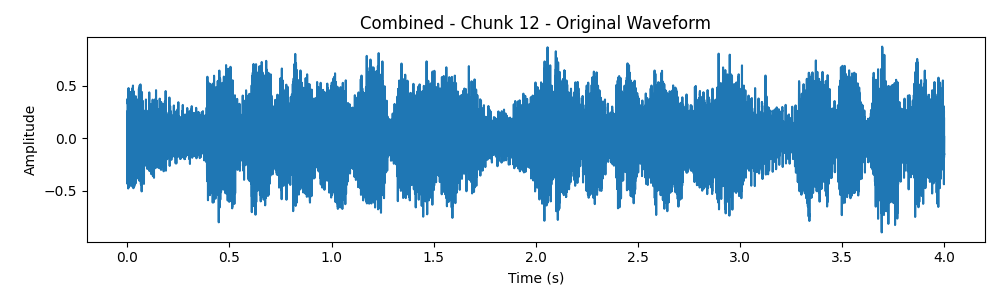 Combined - Chunk 12 - Original Waveform
Amplitude
0.5
0.0
−0.5
0.0 0.5 1.0 1.5 2.0 2.5 3.0 3.5 4.0
Time (s)